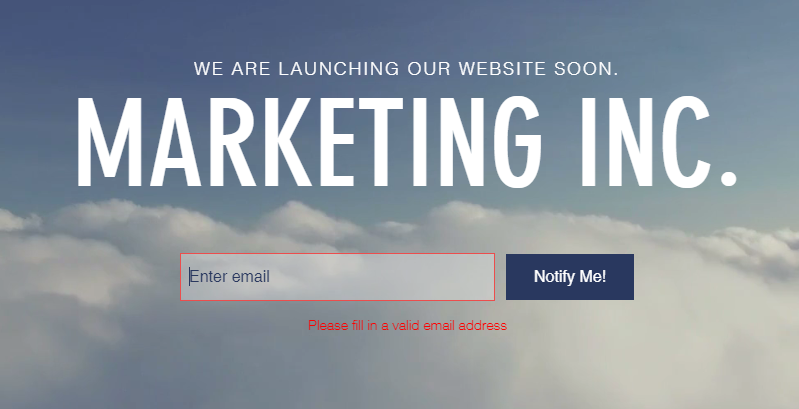 WE ARE LAUNCHING OUR WEBSITE SOON.
MARKETING INC.
Enter email
Notify Me!
Please fill in a valid email address